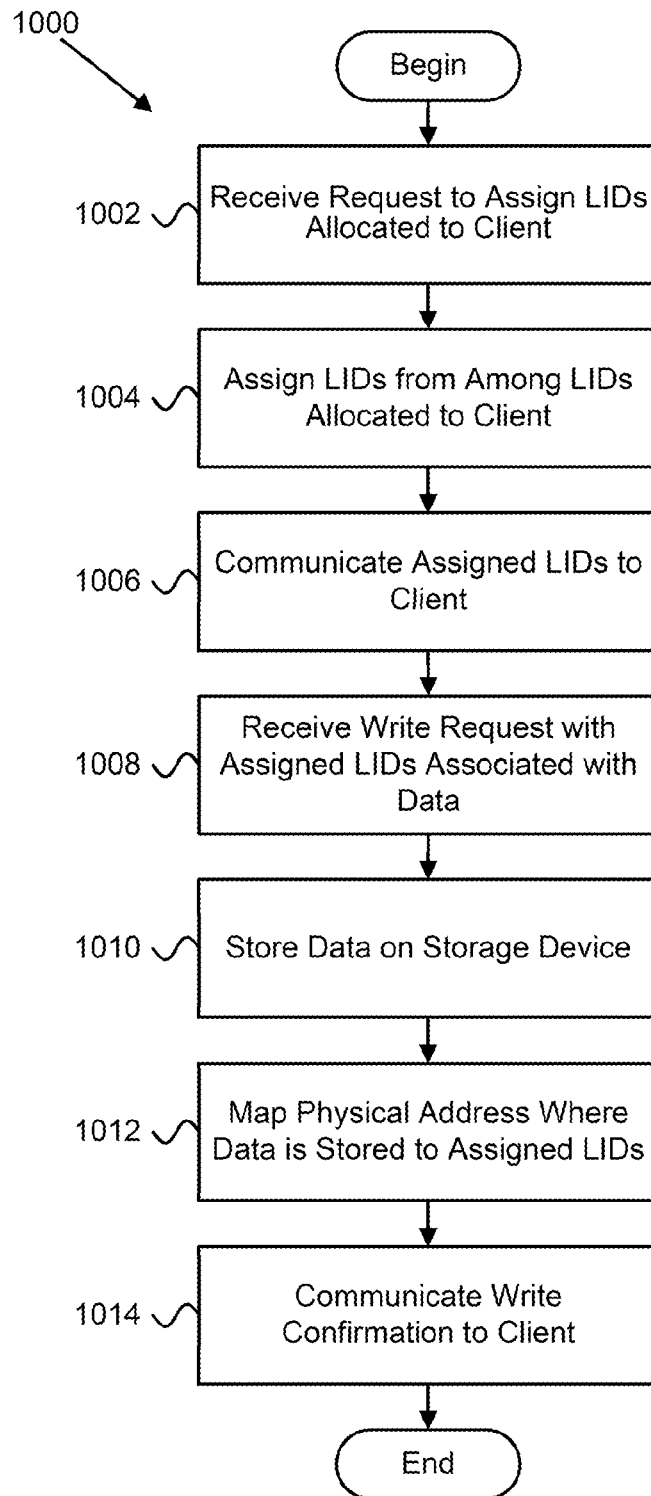 1000
Begin
1002
Receive Request to Assign LIDs
Allocated to Client
1004
Assign LIDs from Among LIDs
Allocated to Client
1006
Communicate Assigned LIDs to
Client
1008
Receive Write Request with
Assigned LIDs Associated with
Data
1010
Store Data on Storage Device
1012
Map Physical Address Where
Data is Stored to Assigned LIDs
1014
Communicate Write
Confirmation to Client
End